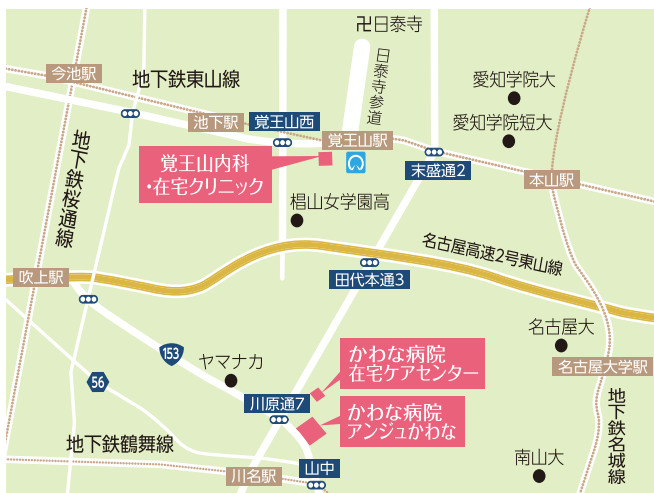 卍日泰寺
日泰寺参道
今池駅
地下鉄東山線
愛知学院大
池下駅
覚王山西
愛知学院短大
覚王山駅
地下鉄桜通線
覚王山内科
・在宅クリニック
末盛通2
本山駅
椙山女学園高
名古屋高速2号東山線
吹上駅
田代本通3
名古屋大
153
ヤマナカ
かわな病院
在宅ケアセンター
名古屋大学駅
56
川原通7
かわな病院
アンジュかわな
地下鉄名城線
地下鉄鶴舞線
南山大
川名駅
山中